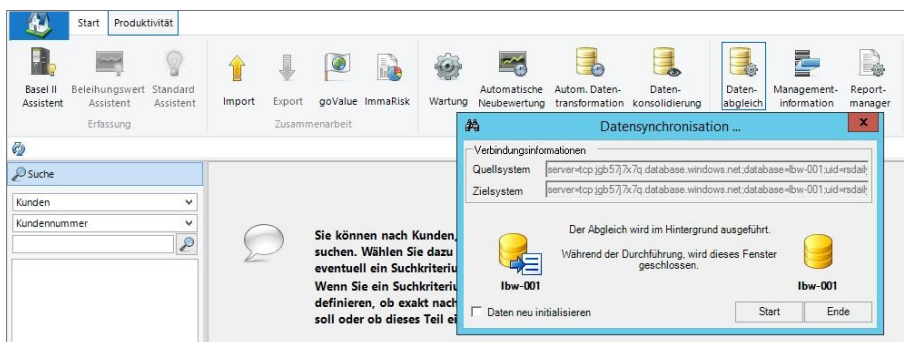 Start Produktivität
Basel II Assistent
Beleihungswert Assistent
Standard Assistent
Import
Export
goValue
ImmaRisk
Wartung
Automatische Neubewertung
Autom. Daten-transformation
Daten-konsolidierung
Daten-abgleich
Management-information
Report-manager
Erfassung
Zusammenarbeit
Suche
Kunden
Kundennummer
Sie können nach Kunden,
suchen. Wählen Sie dazu
eventuell ein Suchkriteriu
Wenn Sie ein Suchkriteriu
definieren, ob exakt nach
soll oder ob dieses Teil ei
Datensynchronisation ...
x
Verbindungsinformationen
Quellsystem server=tcp:jgb57j7x7q.database.windows.net;database=lbw-001;uid=rsdaily
Zielsystem server=tcp:jgb57j7x7q.database.windows.net;database=lbw-001;uid=rsdaily
Der Abgleich wird im Hintergrund ausgeführt.
Während der Durchführung, wird dieses Fenster
geschlossen.
lbw-001
lbw-001
Daten neu initialisieren
Start
Ende